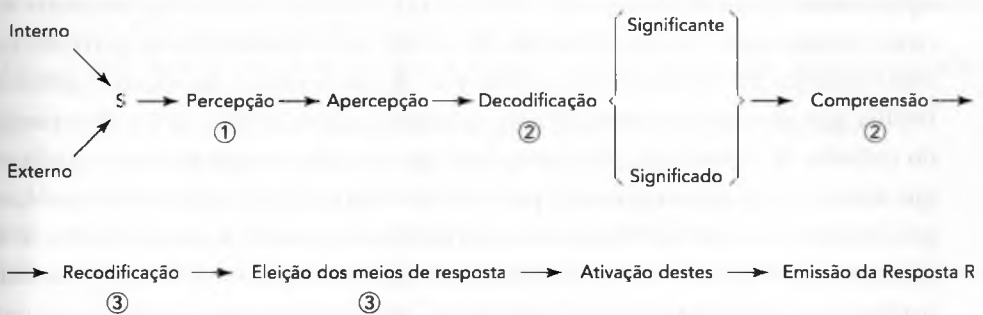 Interno
Significante
S Percepção Apercepção Decodificação Compreensão
① ② ②
Externo
Significado
Recodificação Eleição dos meios de resposta Ativação destes Emissão da Resposta R
③ ③